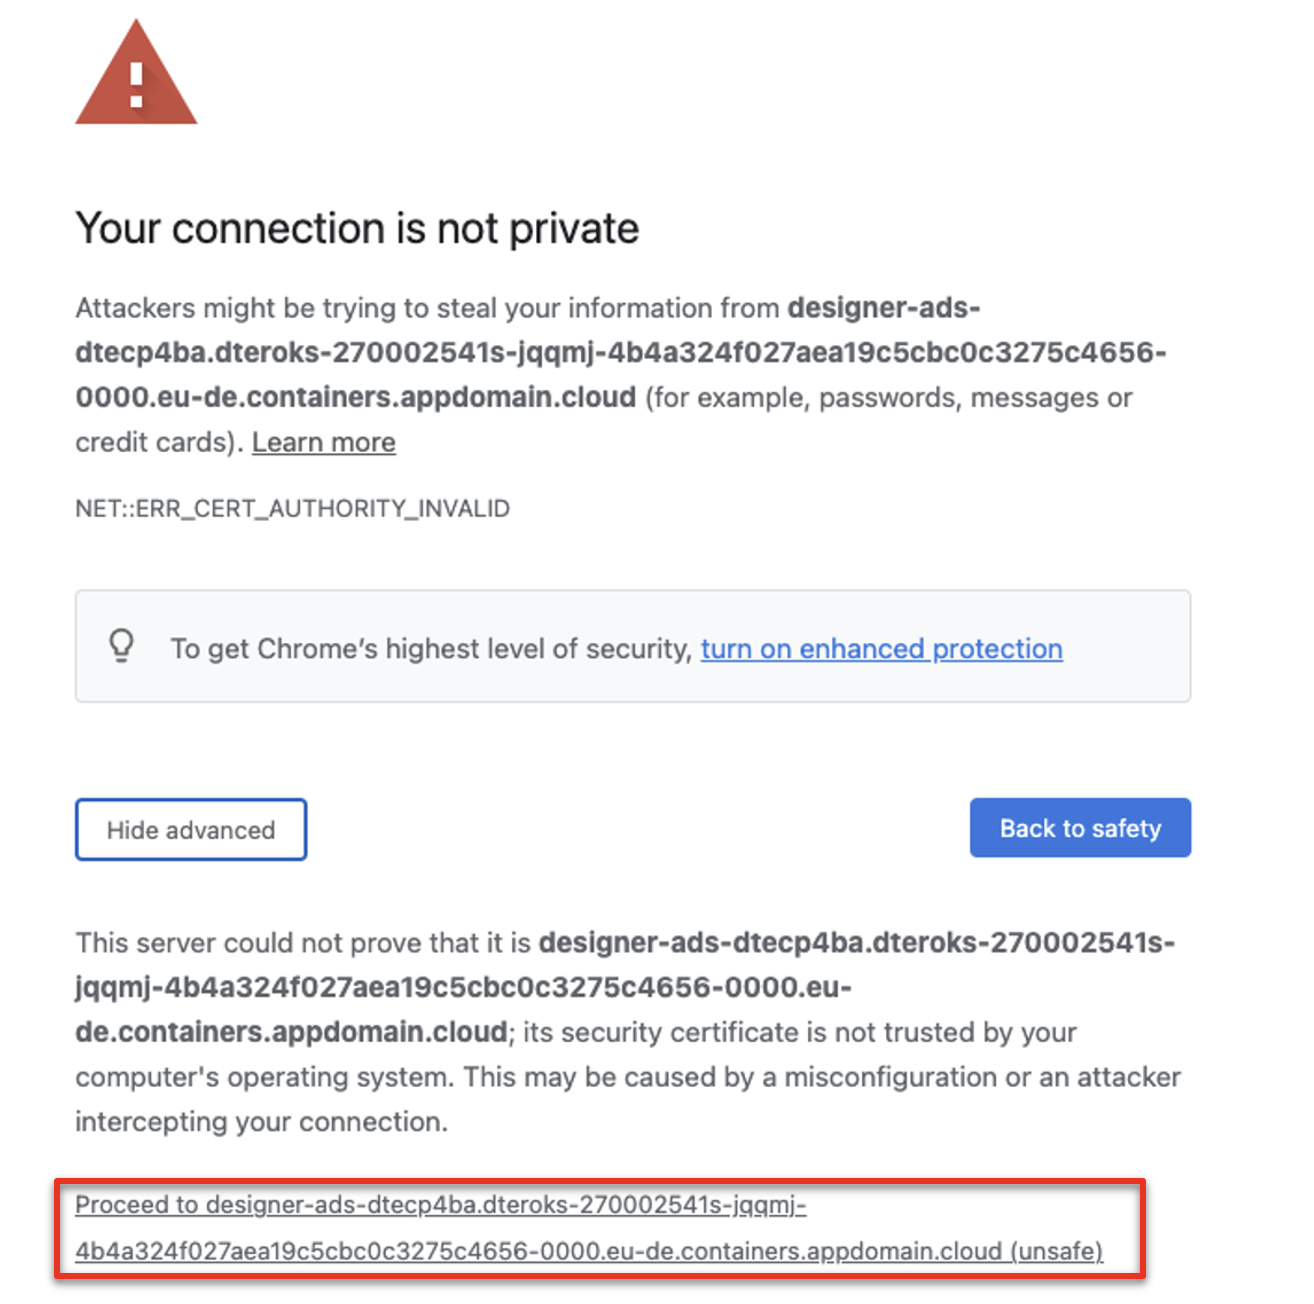 Your connection is not private
Attackers might be trying to steal your information from designer-ads-
dtecp4ba.dteroks-270002541s-jqqmj-4b4a324f027aea19c5cbc0c3275c4656-
0000.eu-de.containers.appdomain.cloud (for example, passwords, messages or
credit cards). Learn more
NET::ERR_CERT_AUTHORITY_INVALID
To get Chrome’s highest level of security, turn on enhanced protection
Hide advanced
Back to safety
This server could not prove that it is designer-ads-dtecp4ba.dteroks-270002541s-
jqqmj-4b4a324f027aea19c5cbc0c3275c4656-0000.eu-
de.containers.appdomain.cloud; its security certificate is not trusted by your
computer's operating system. This may be caused by a misconfiguration or an attacker
intercepting your connection.
Proceed to designer-ads-dtecp4ba.dteroks-270002541s-jqqmj-
4b4a324f027aea19c5cbc0c3275c4656-0000.eu-de.containers.appdomain.cloud (unsafe)